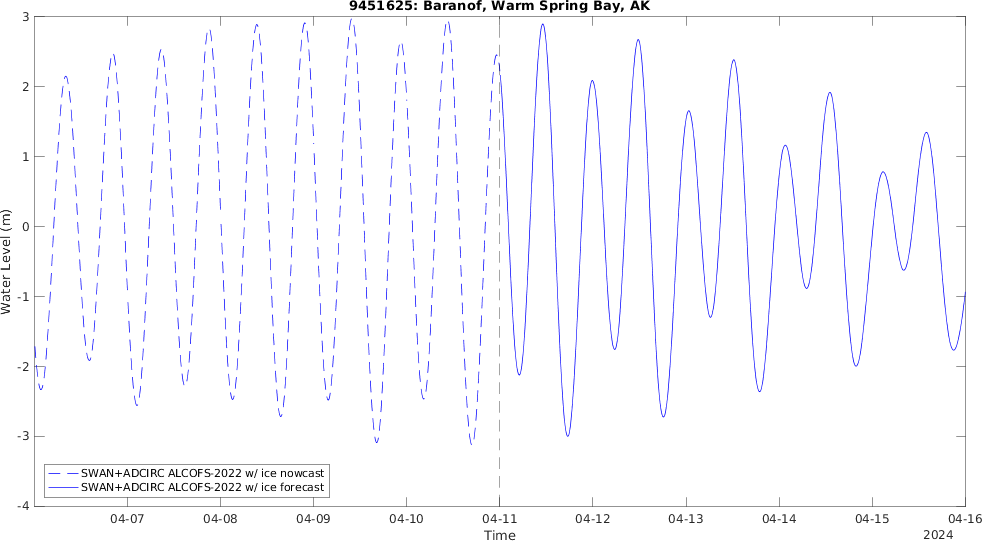 9451625: Baranof, Warm Spring Bay, AK
3
2
1
0
-1
-2
-3
-4
Water Level (m)
SWAN+ADCIRC ALCOFS-2022 w/ ice nowcast
SWAN+ADCIRC ALCOFS-2022 w/ ice forecast
04-07 04-08 04-09 04-10 04-11 04-12 04-13 04-14 04-15 04-16
Time
2024